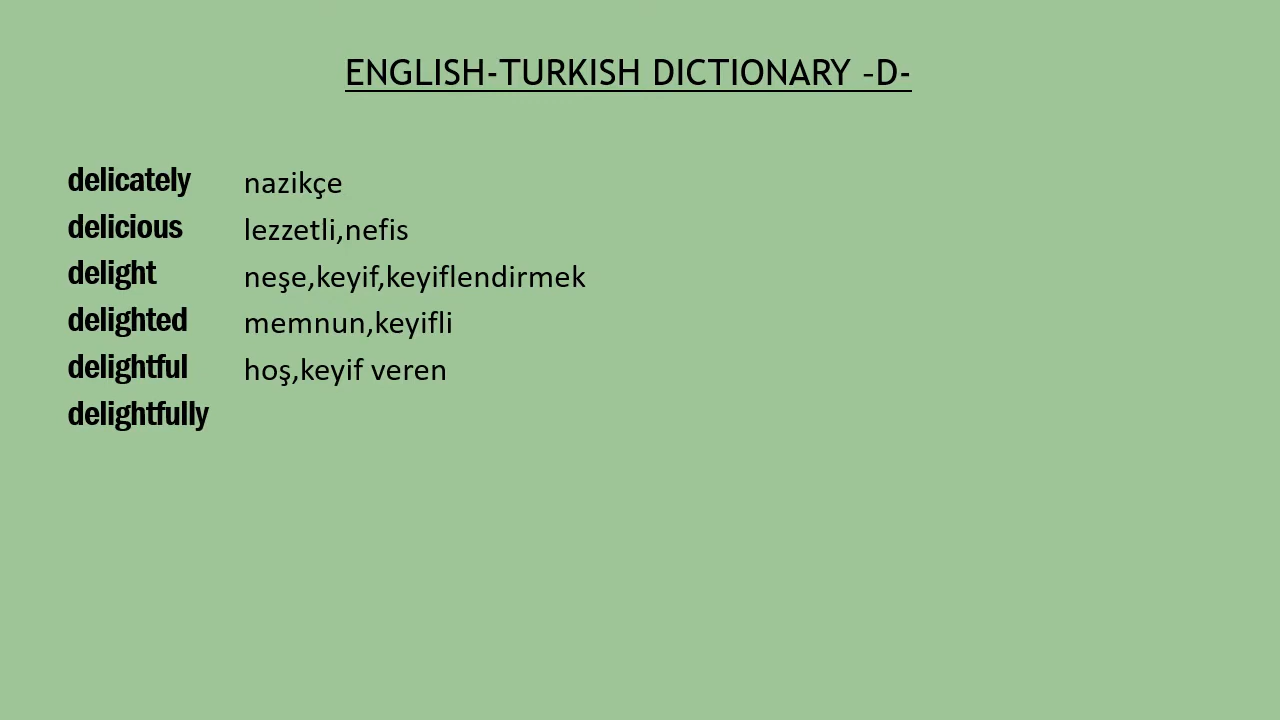 ENGLISH-TURKISH DICTIONARY –D-
delicately nazikçe
delicious lezzetli,nefis
delight neşe,keyif,keyiflendirmek
delighted memnun,keyifli
delightful hoş,keyif veren
delightfully